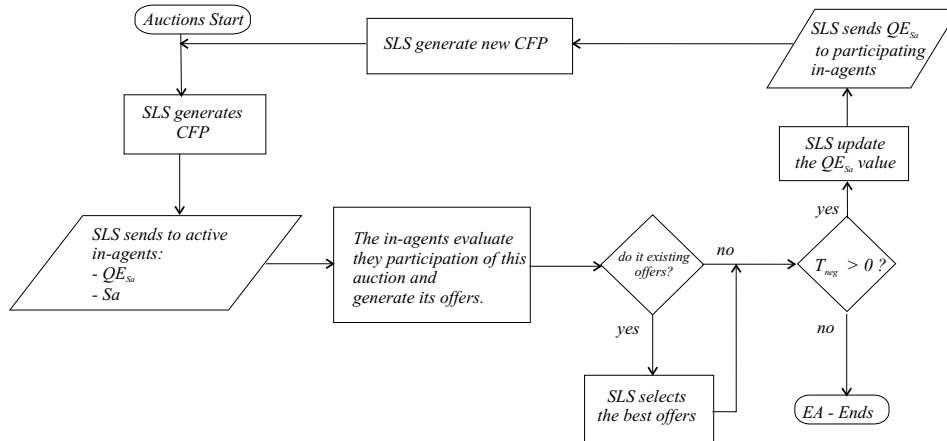 Auctions Start
SLS generate new CFP
SLS sends QE_Sa
to participating
in-agents
SLS generates
CFP
SLS update
the QE_Sa value
yes
SLS sends to active
in-agents:
- QE_Sa
- Sa
The in-agents evaluate
they participation of this
auction and
generate its offers.
do it existing
offers?
no
T_neg > 0 ?
yes
no
SLS selects
the best offers
EA - Ends